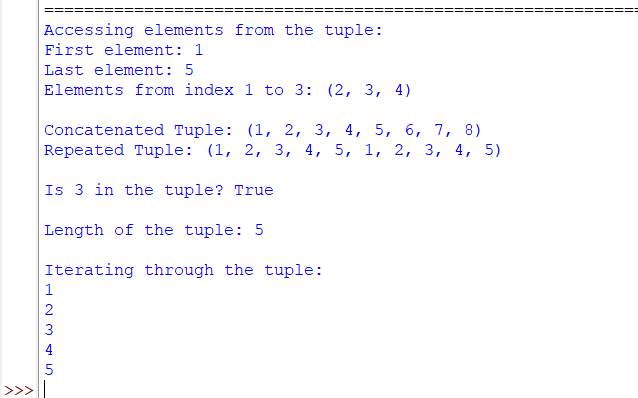 ============================================================
Accessing elements from the tuple:
First element: 1
Last element: 5
Elements from index 1 to 3: (2, 3, 4)

Concatenated Tuple: (1, 2, 3, 4, 5, 6, 7, 8)
Repeated Tuple: (1, 2, 3, 4, 5, 1, 2, 3, 4, 5)

Is 3 in the tuple? True

Length of the tuple: 5

Iterating through the tuple:
1
2
3
4
5
>>>